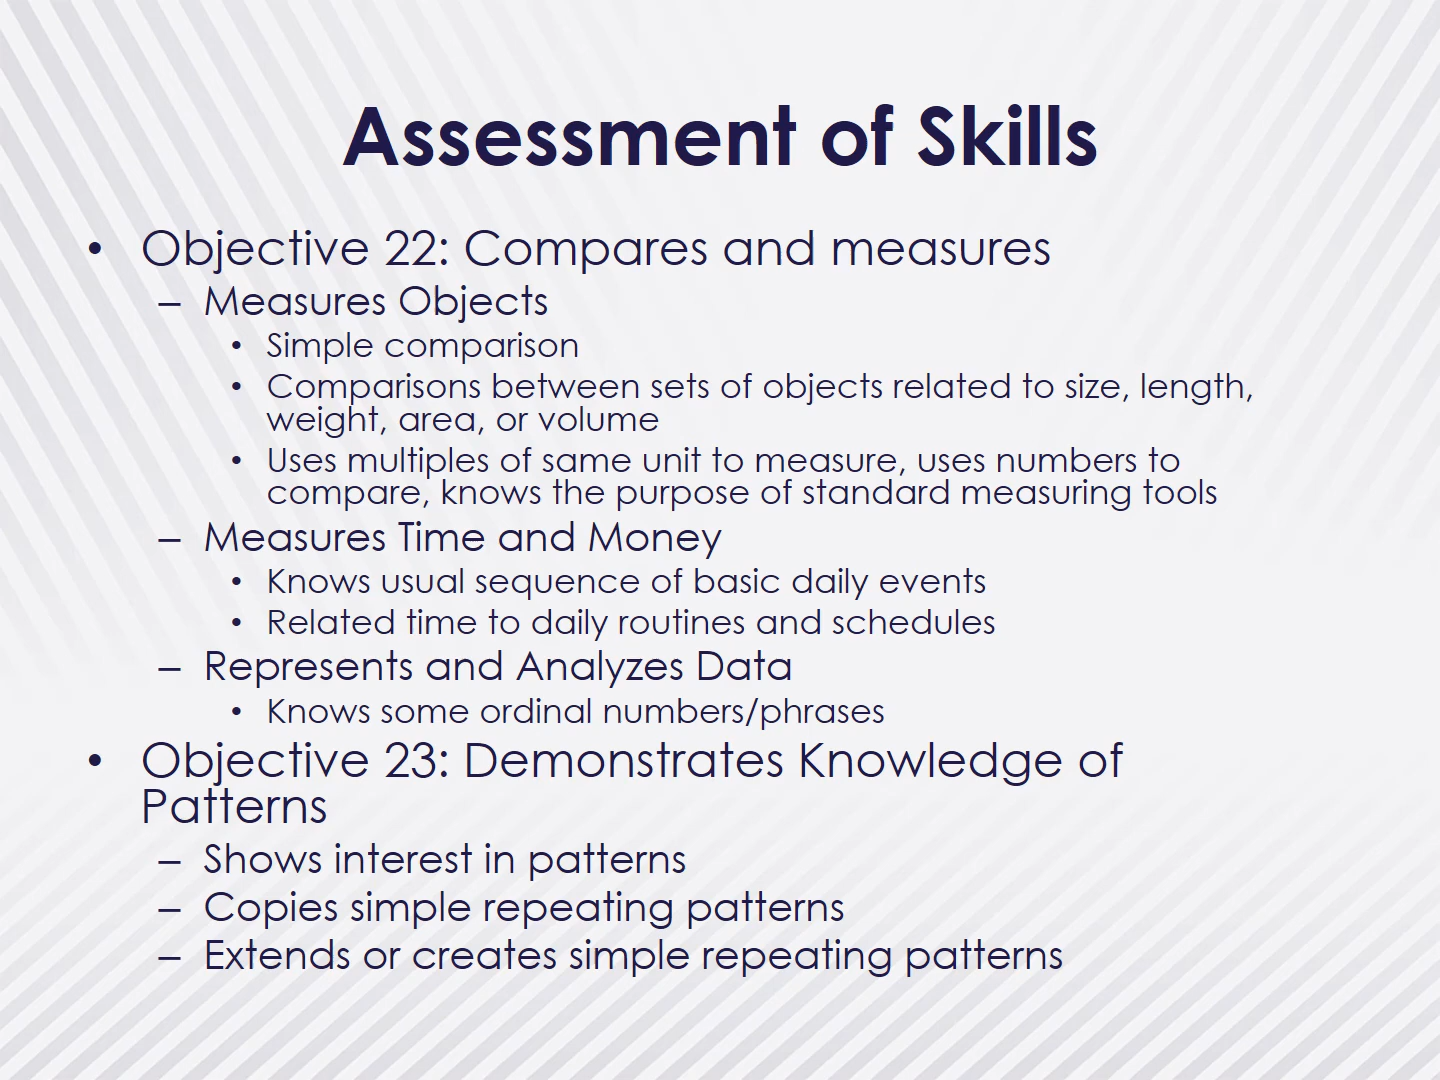 Assessment of Skills
• Objective 22: Compares and measures
– Measures Objects
• Simple comparison
• Comparisons between sets of objects related to size, length,
weight, area, or volume
• Uses multiples of same unit to measure, uses numbers to
compare, knows the purpose of standard measuring tools
– Measures Time and Money
• Knows usual sequence of basic daily events
• Related time to daily routines and schedules
– Represents and Analyzes Data
• Knows some ordinal numbers/phrases
• Objective 23: Demonstrates Knowledge of
Patterns
– Shows interest in patterns
– Copies simple repeating patterns
– Extends or creates simple repeating patterns